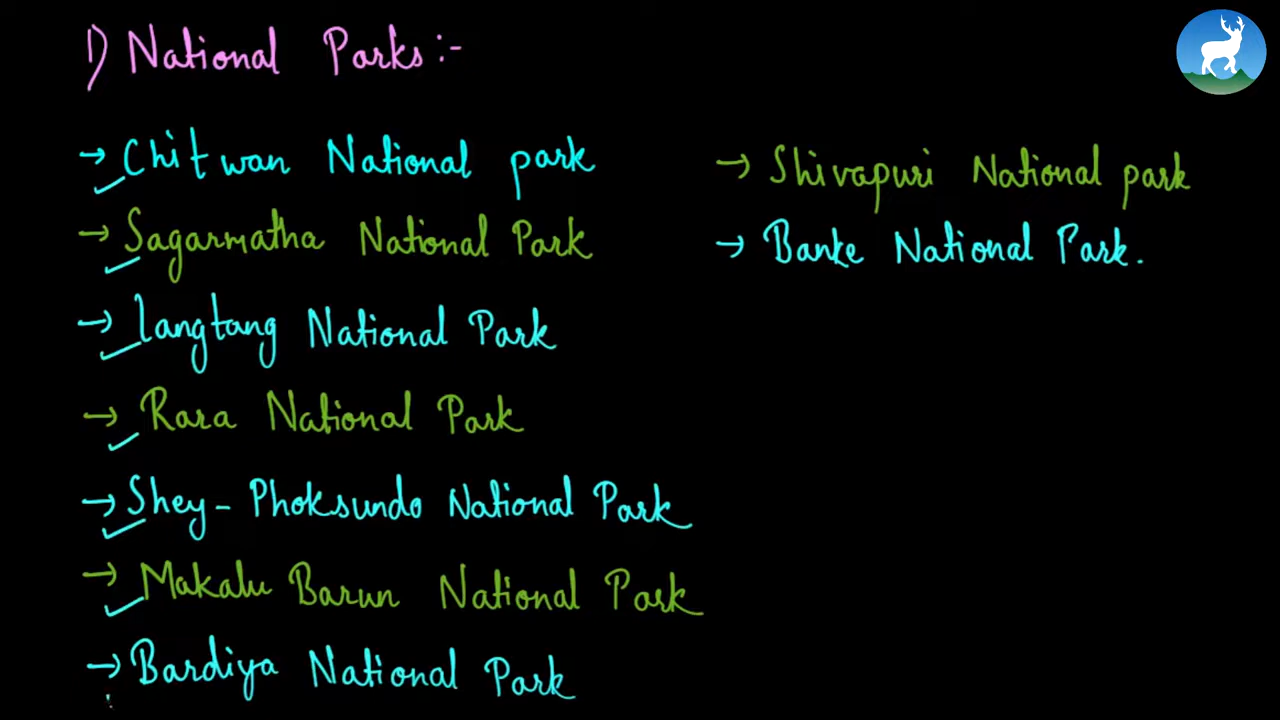 1) National Parks:-
→ Chitwan National park
→ Sagarmatha National Park
→ Langtang National Park
→ Rara National Park
→ Shey-Phoksundo National Park
→ Makalu Barun National Park
→ Bardiya National Park
→ Shivapuri National park
→ Banke National Park.